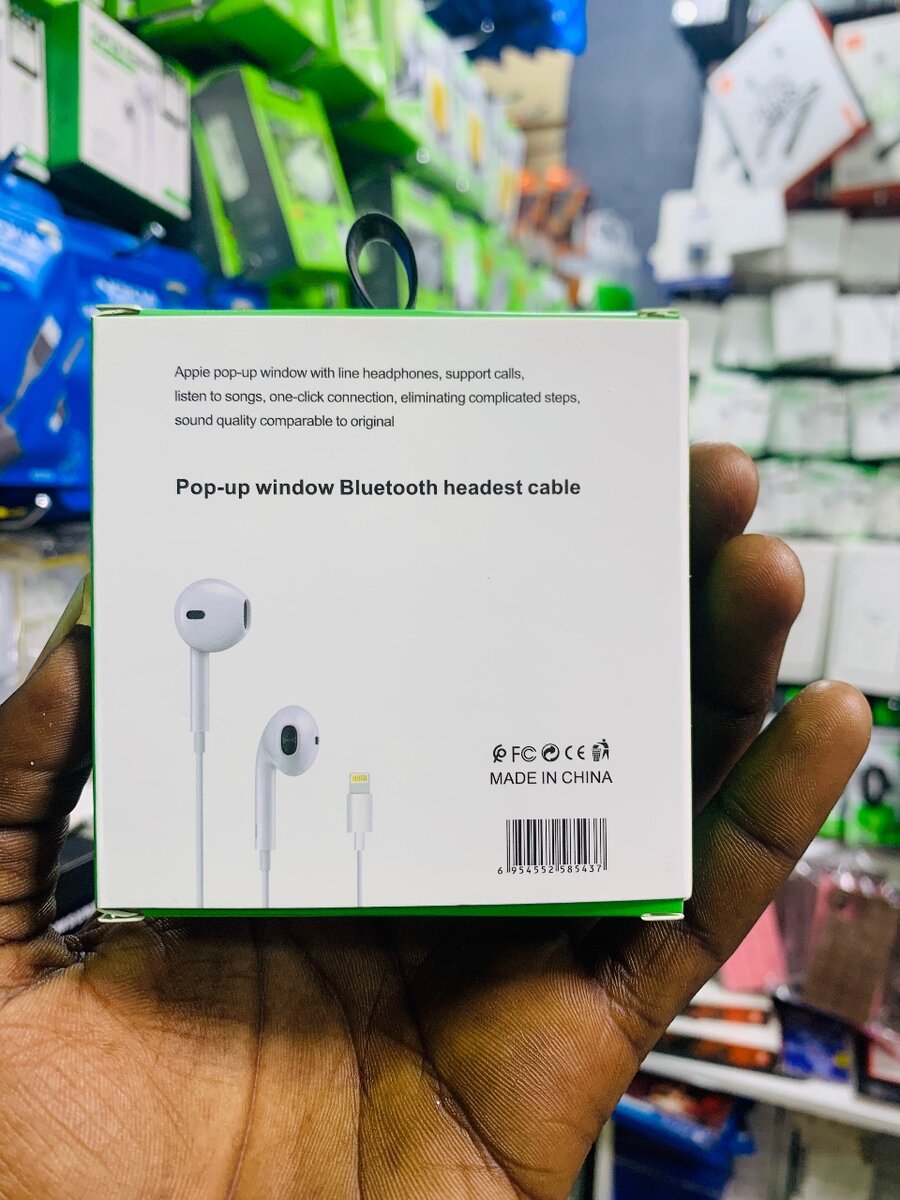 Appie pop-up window with line headphones, support calls,
listen to songs, one-click connection, eliminating complicated steps,
sound quality comparable to original
Pop-up window Bluetooth headest cable
FC CE
MADE IN CHINA
6 954552 585437